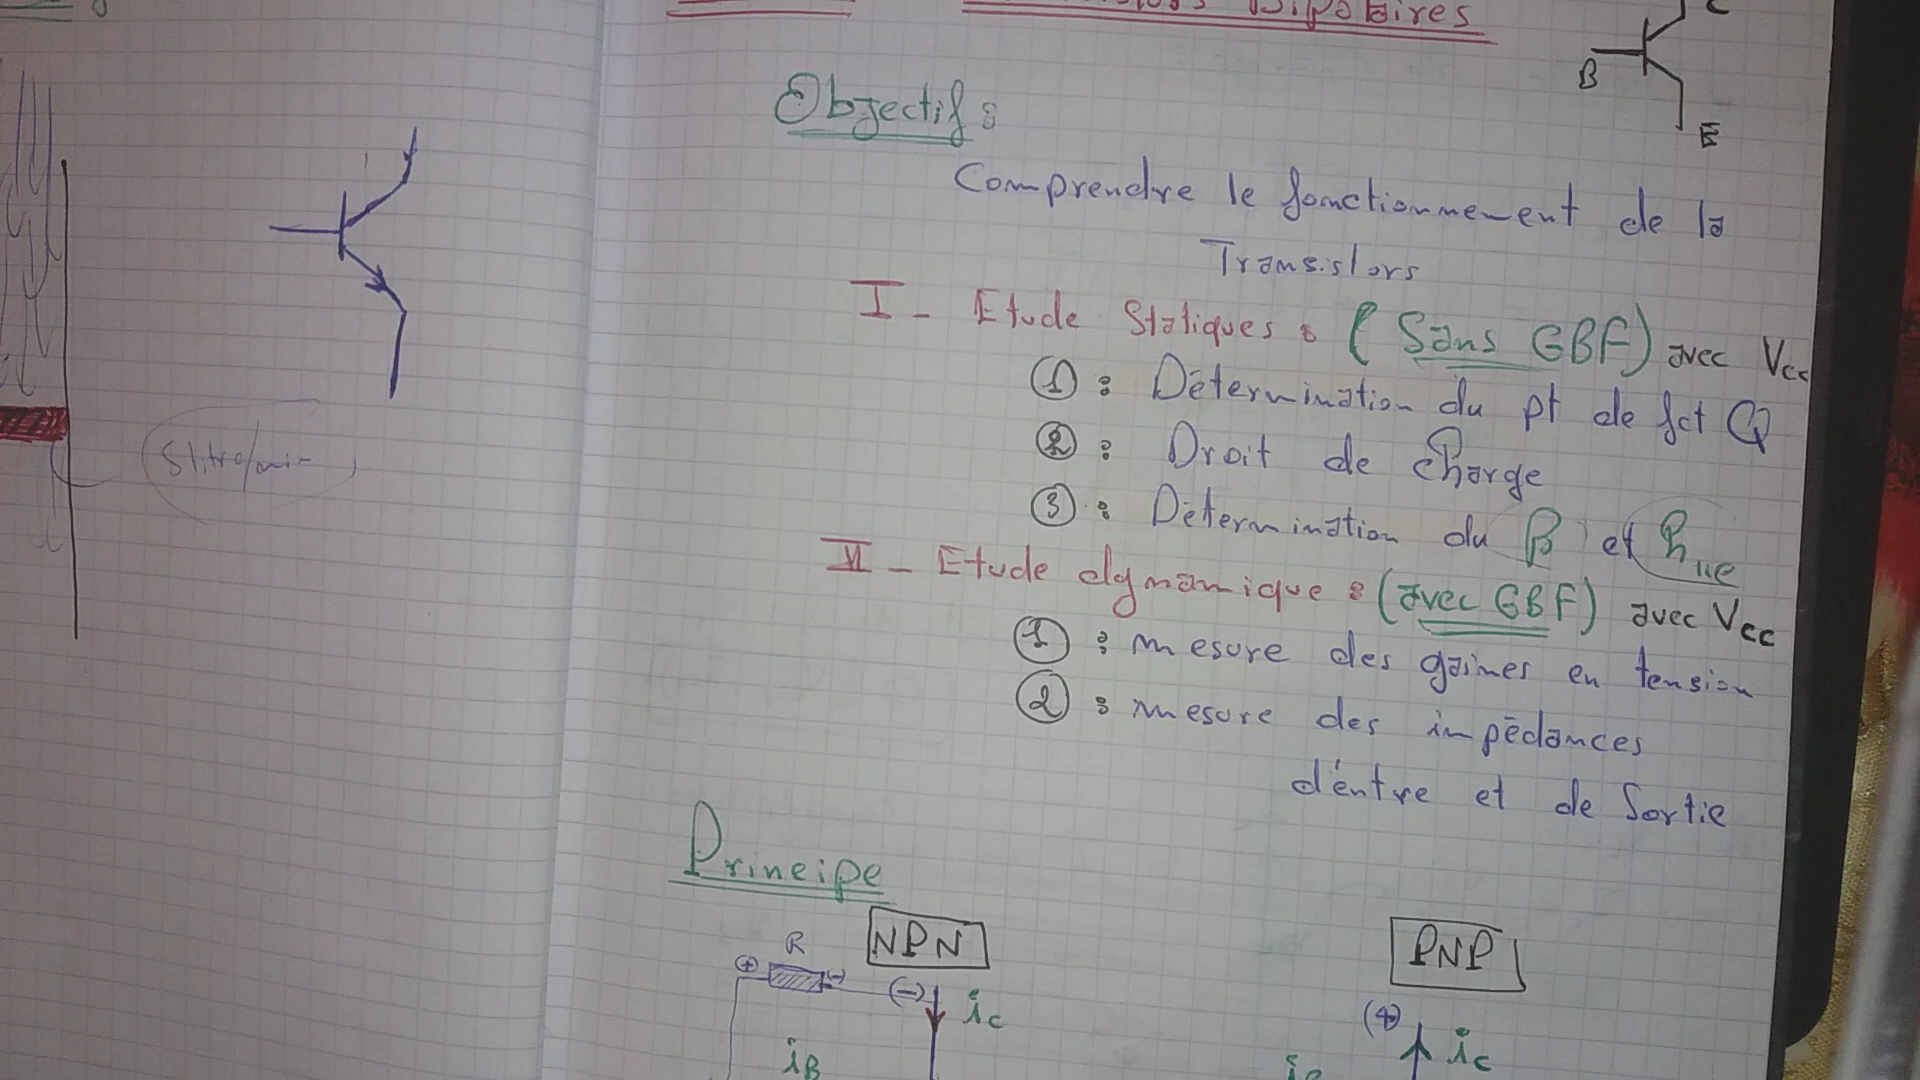 Bipolaires
C
B
E
Objectif :
Comprendre le fonctionnement de la
Transistors
I - Etude Statiques : (Sans GBF) avec Vcc
① : Détermination du pt de fct Q
② : Droit de charge
③ : Détermination du β et h11e
II - Etude dynamique : (avec GBF) avec Vcc
① : mesure des gaines en tension
② : mesure des impédances
d'entre et de Sortie
Principe
NPN
PNP
R
(+)
(-)
(-)
ic
(+)
ic
iB